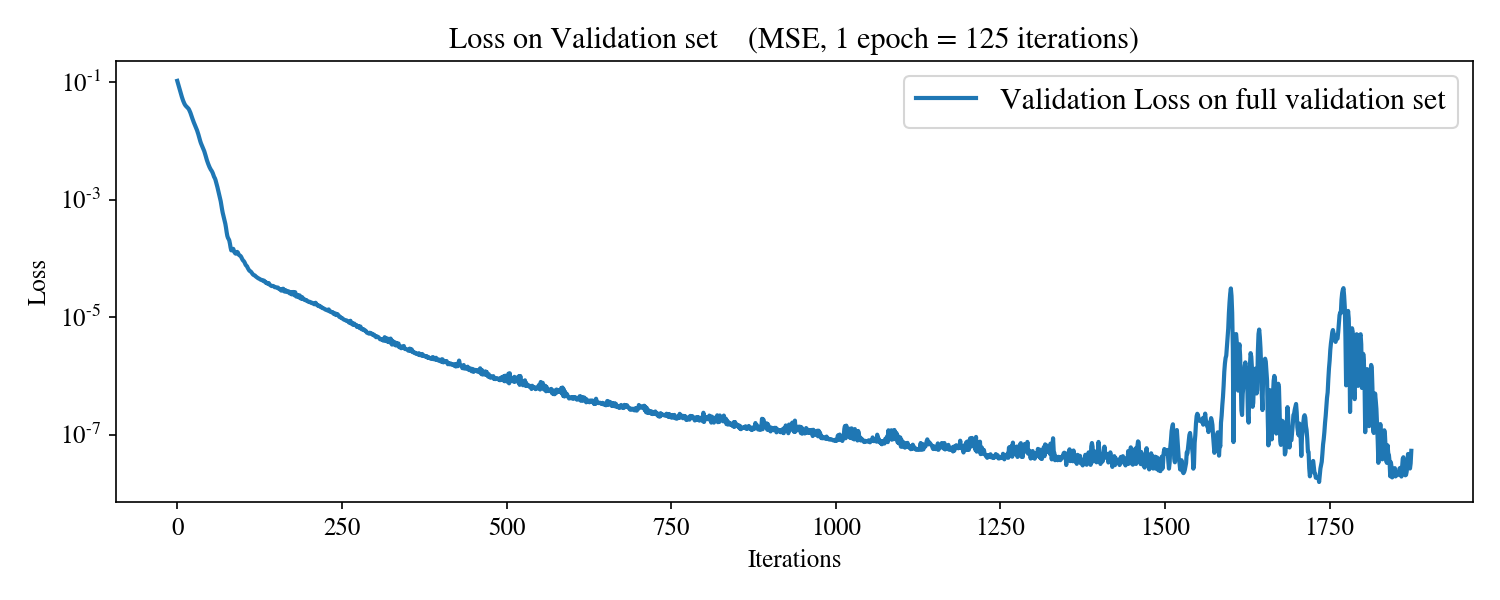 Loss on Validation set    (MSE, 1 epoch = 125 iterations)
Validation Loss on full validation set
10⁻¹
10⁻³
10⁻⁵
10⁻⁷
Loss
0 250 500 750 1000 1250 1500 1750
Iterations